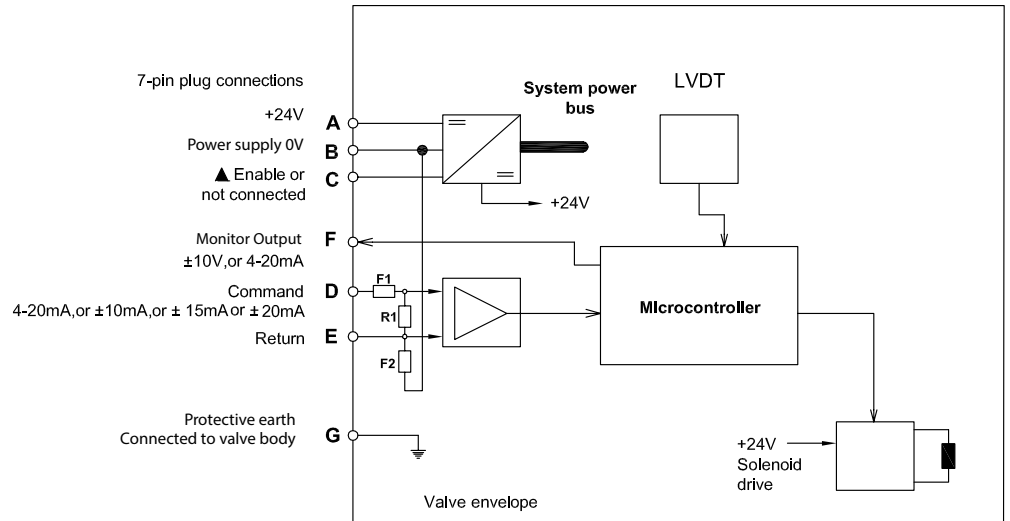 7-pin plug connections
+24V
A
Power supply 0V
B
▲ Enable or
not connected
C
Monitor Output
±10V,or 4-20mA
F
Command
4-20mA,or ±10mA,or ± 15mA or ± 20mA
D
Return
E
Protective earth
Connected to valve body
G
F1
R1
F2
System power
bus
+24V
LVDT
MIcrocontroller
+24V
Solenoid
drive
Valve envelope